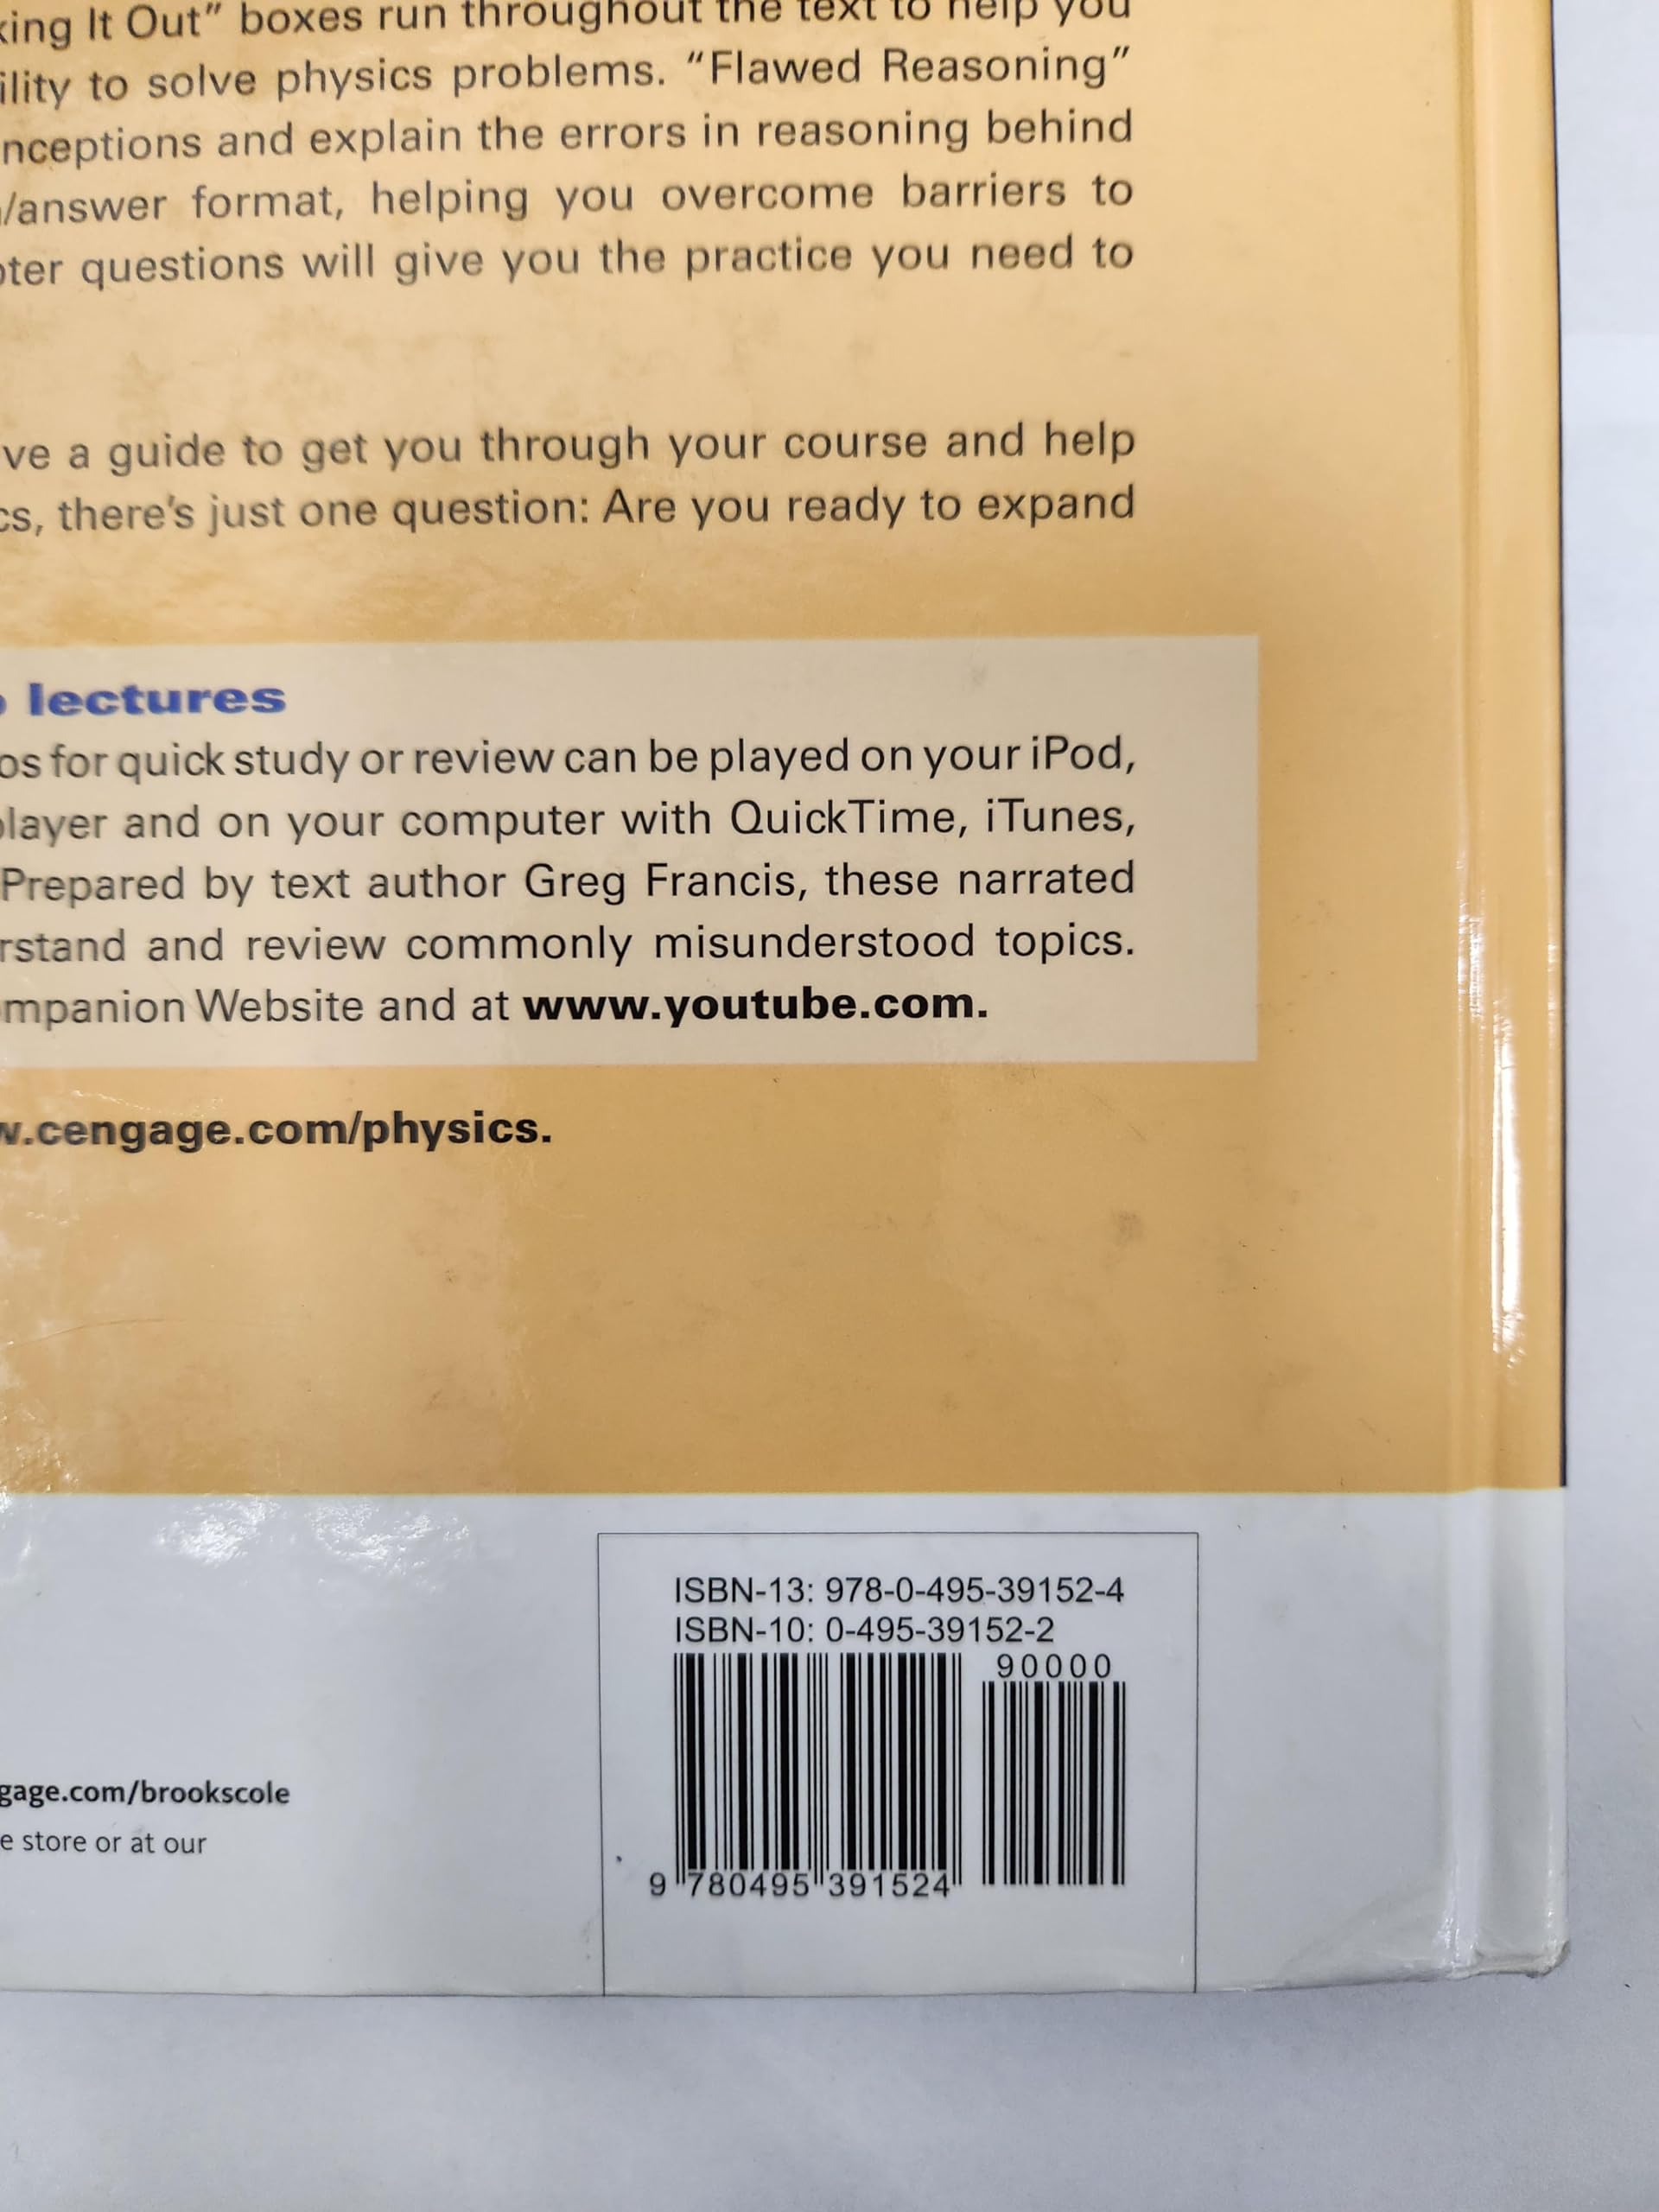 king It Out” boxes run throughout the text to help you
ility to solve physics problems. “Flawed Reasoning”
nceptions and explain the errors in reasoning behind
/answer format, helping you overcome barriers to
ter questions will give you the practice you need to
ve a guide to get you through your course and help
cs, there’s just one question: Are you ready to expand
lectures
os for quick study or review can be played on your iPod,
layer and on your computer with QuickTime, iTunes,
Prepared by text author Greg Francis, these narrated
rstand and review commonly misunderstood topics.
ompanion Website and at www.youtube.com.
w.cengage.com/physics.
ISBN-13: 978-0-495-39152-4
ISBN-10: 0-495-39152-2
90000
9 780495 391524
gage.com/brookscole
e store or at our